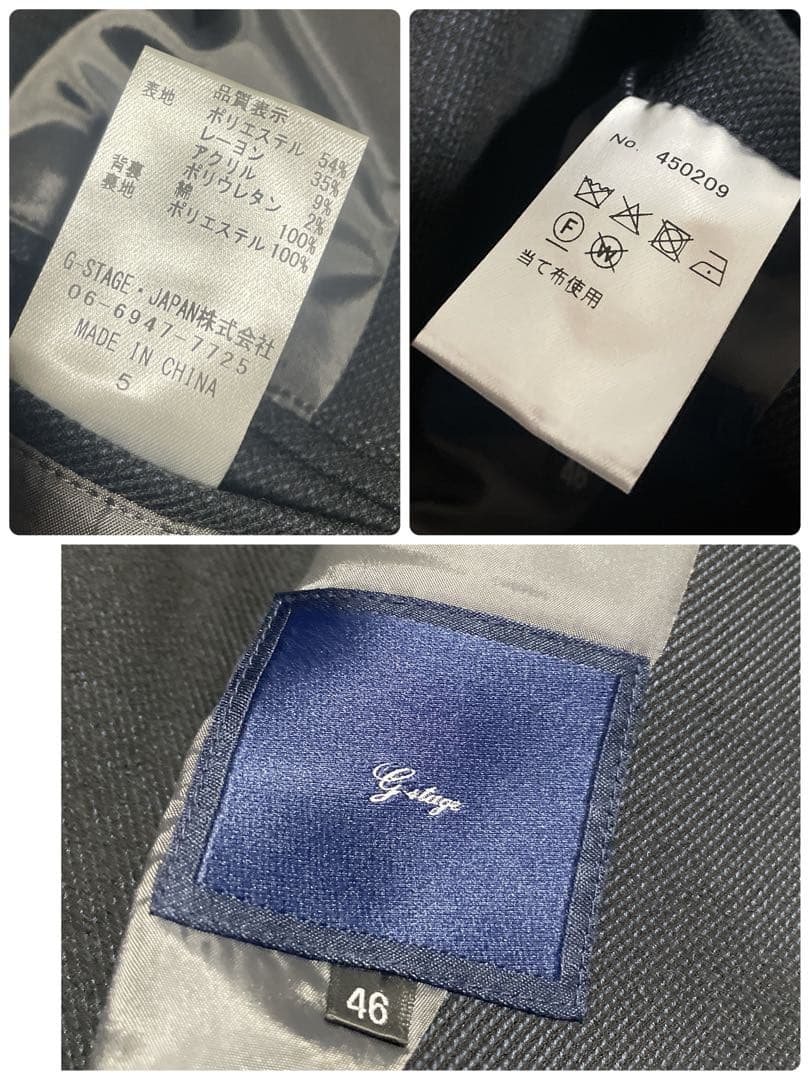 品質表示
表地 ポリエステル 54%
レーヨン 35%
アクリル 9%
ポリウレタン 2%
背裏 綿 100%
裏地 ポリエステル 100%
G-STAGE・JAPAN株式会社
06-6947-7725
MADE IN CHINA
5
No. 450209
F W
当て布使用
G stage
46